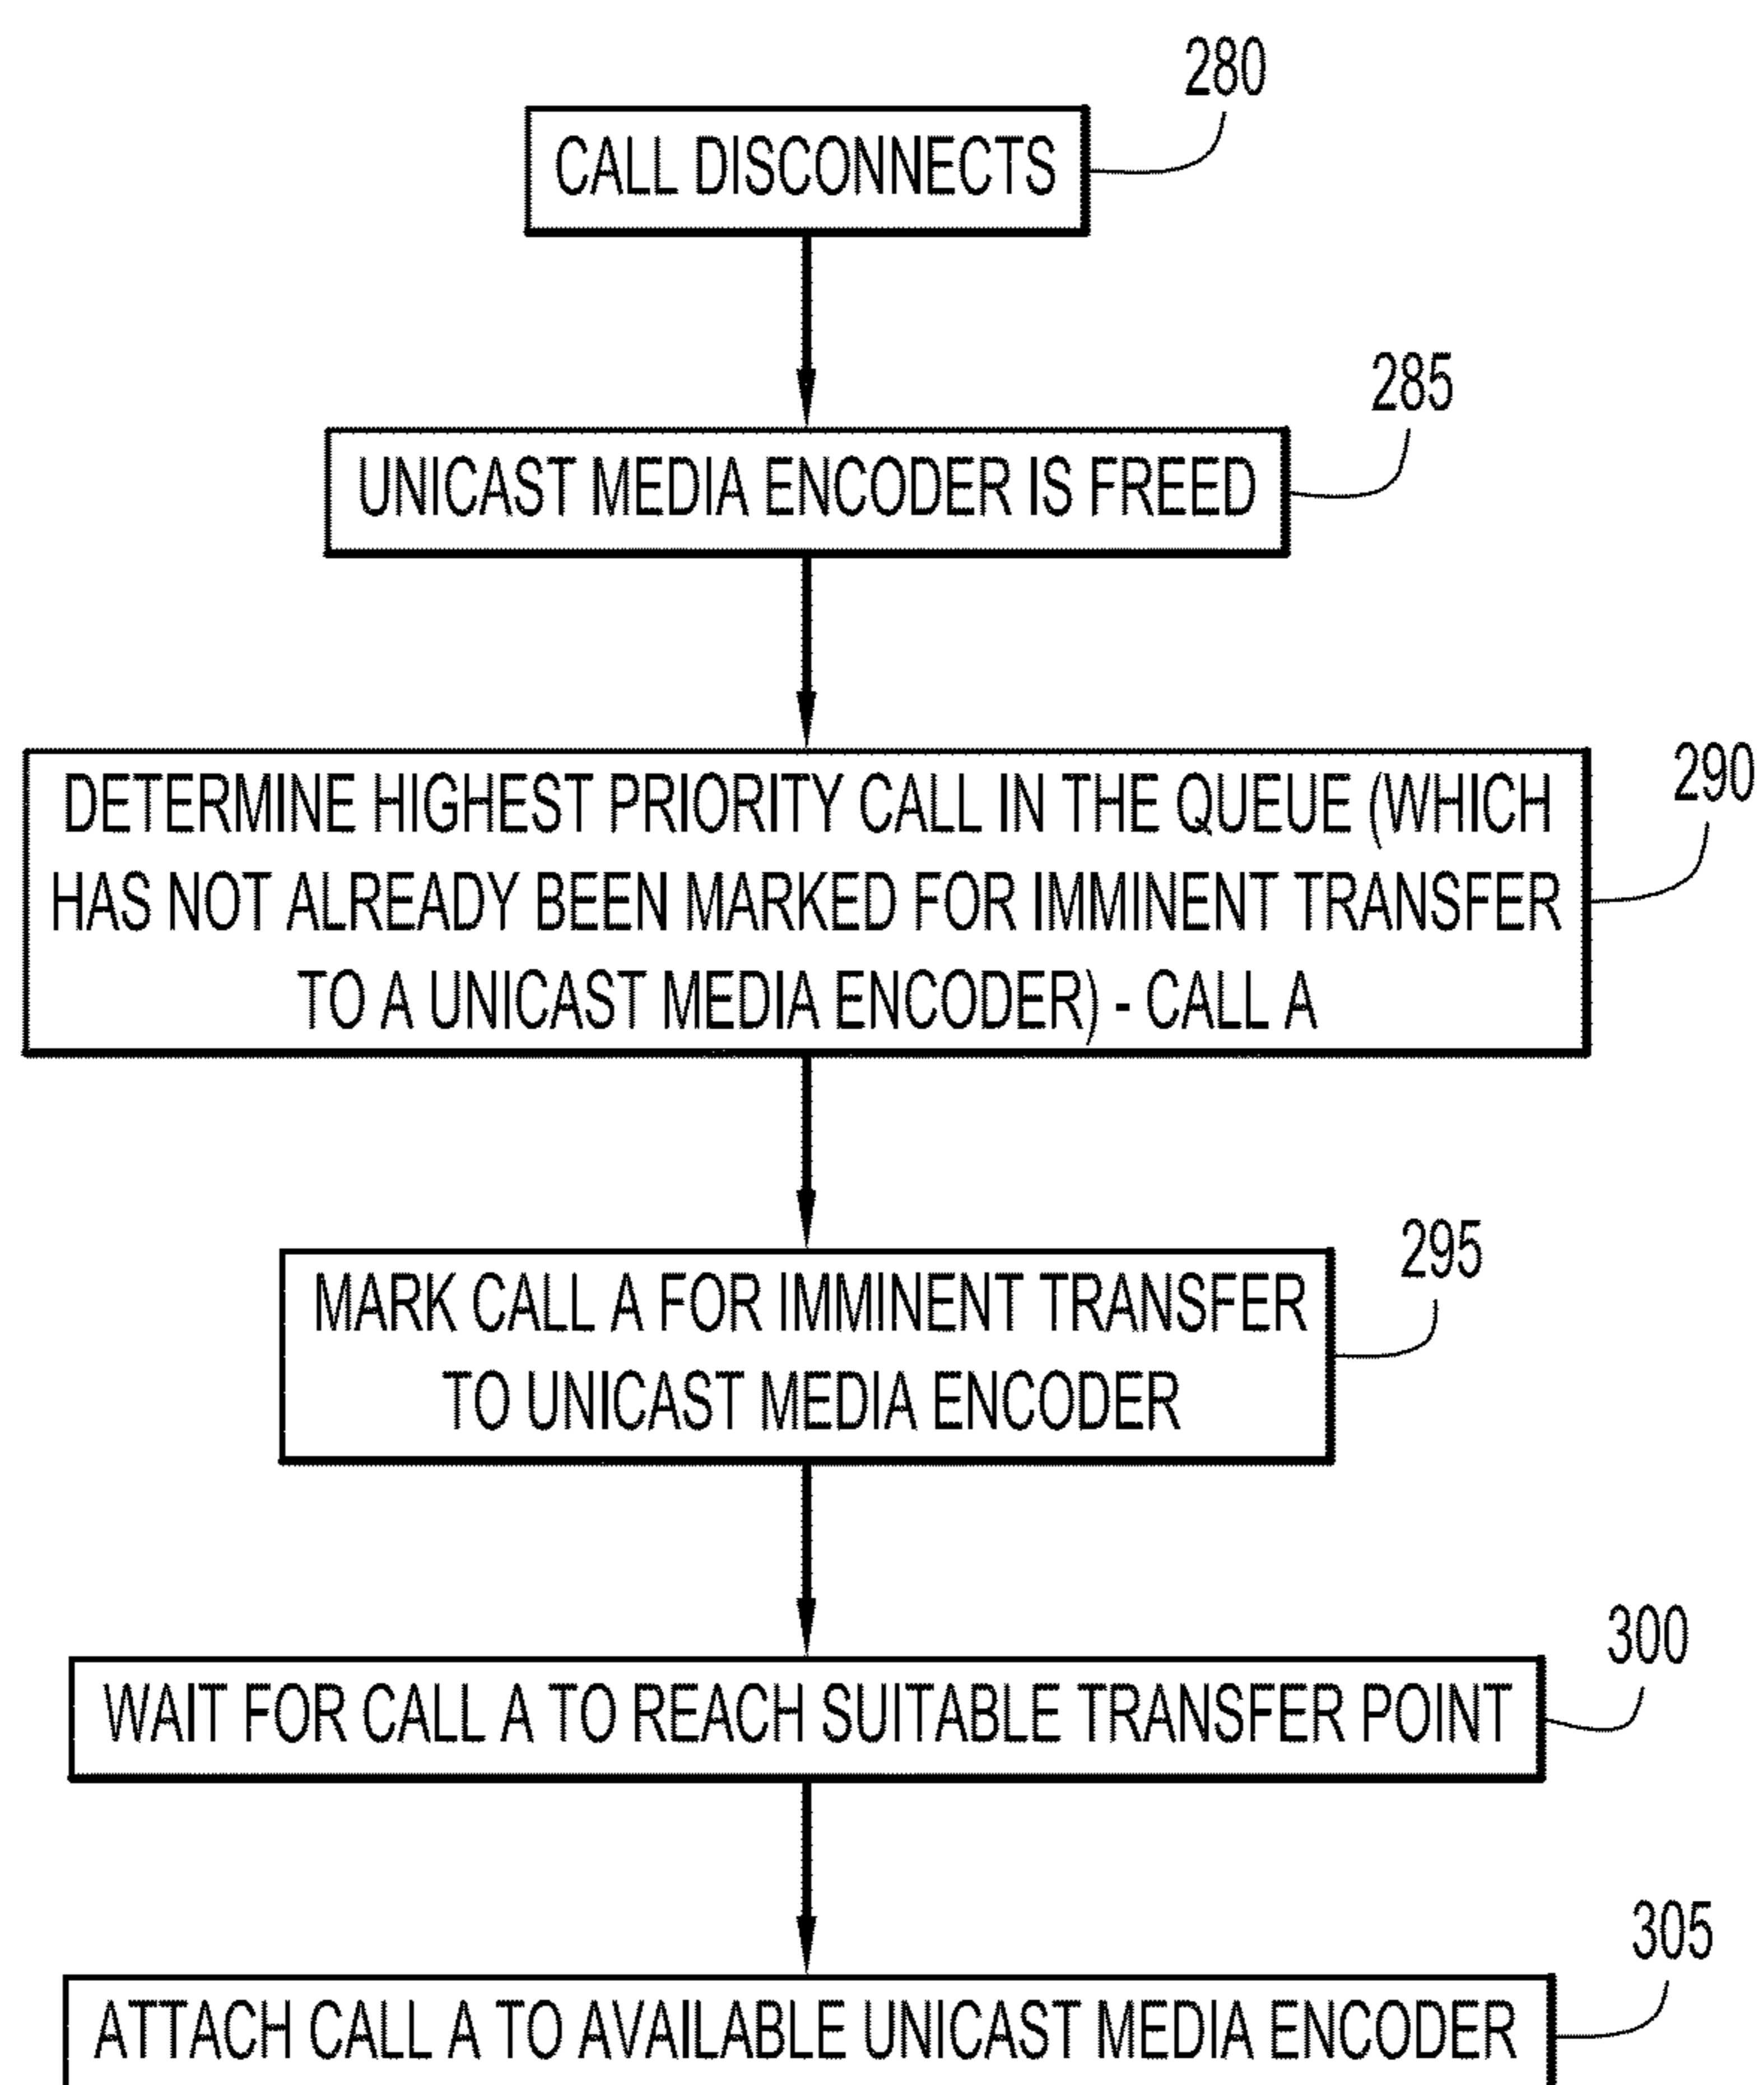 280
CALL DISCONNECTS
285
UNICAST MEDIA ENCODER IS FREED
290
DETERMINE HIGHEST PRIORITY CALL IN THE QUEUE (WHICH
HAS NOT ALREADY BEEN MARKED FOR IMMINENT TRANSFER
TO A UNICAST MEDIA ENCODER) - CALL A
295
MARK CALL A FOR IMMINENT TRANSFER
TO UNICAST MEDIA ENCODER
300
WAIT FOR CALL A TO REACH SUITABLE TRANSFER POINT
305
ATTACH CALL A TO AVAILABLE UNICAST MEDIA ENCODER